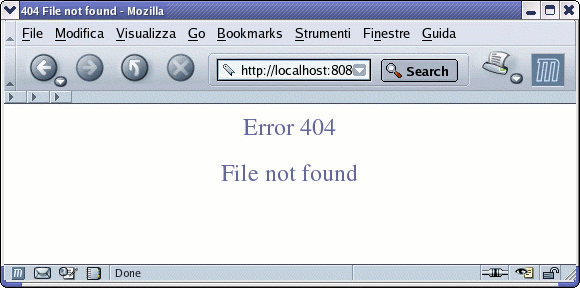 404 File not found - Mozilla
File Modifica Visualizza Go Bookmarks Strumenti Finestre Guida
http://localhost:808 Search
Error 404
File not found
Done